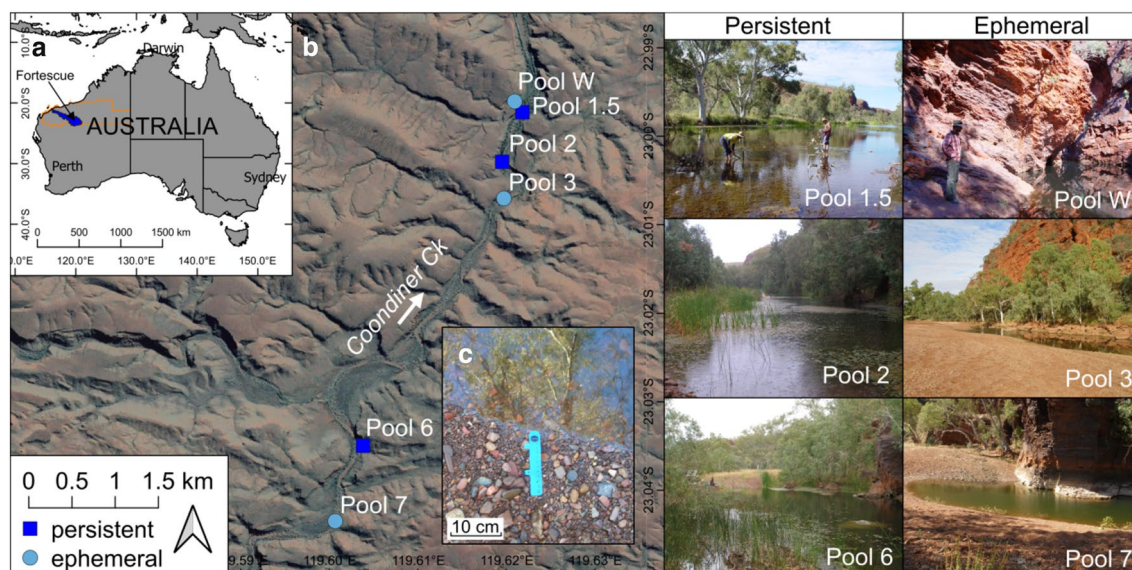 a
Darwin
Fortescue
AUSTRALIA
Perth
Sydney
10.0°S
20.0°S
30.0°S
40.0°S
0 500 1000 1500 km
120.0°E 130.0°E 140.0°E 150.0°E
b
Pool W
Pool 1.5
Pool 2
Pool 3
Coondiner Ck
Pool 6
Pool 7
22.99°S
23.00°S
23.01°S
23.02°S
23.03°S
23.04°S
119.60°E 119.61°E 119.62°E 119.63°E
0 0.5 1 1.5 km
persistent
ephemeral
c
10 cm
Persistent
Ephemeral
Pool 1.5
Pool W
Pool 2
Pool 3
Pool 6
Pool 7